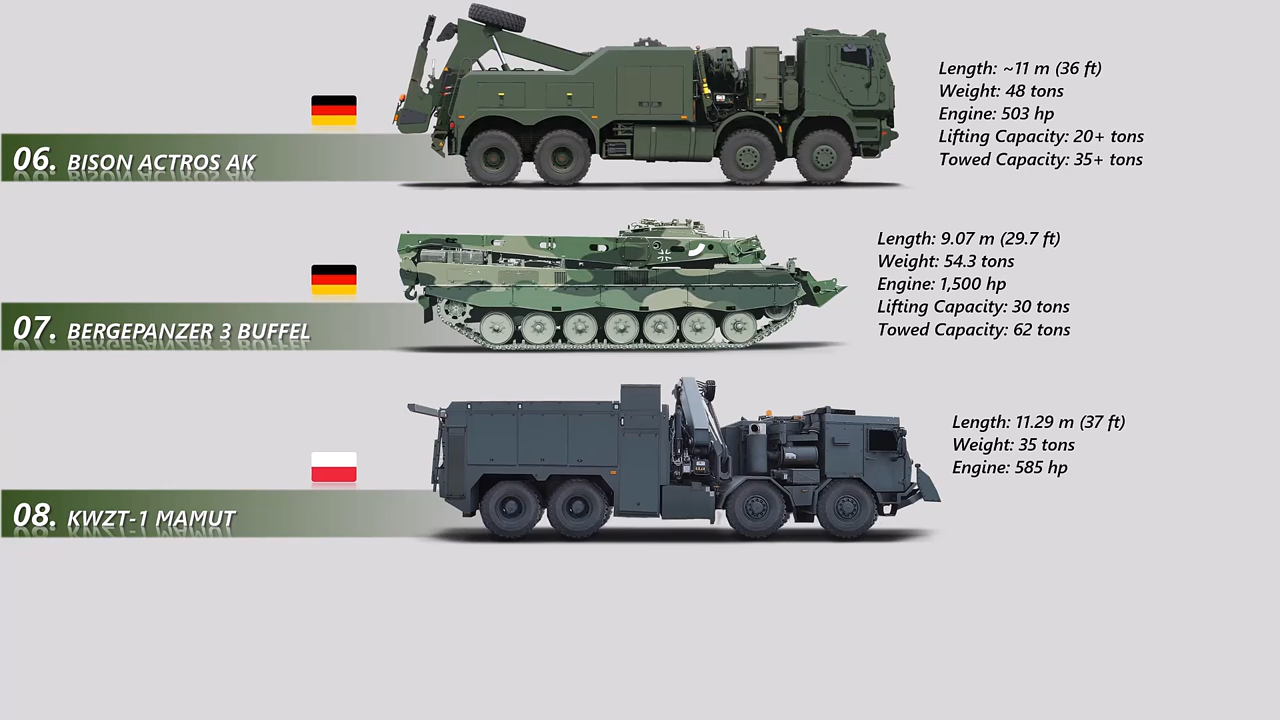 06. BISON ACTROS AK
Length: ~11 m (36 ft)
Weight: 48 tons
Engine: 503 hp
Lifting Capacity: 20+ tons
Towed Capacity: 35+ tons
07. BERGEPANZER 3 BUFFEL
Length: 9.07 m (29.7 ft)
Weight: 54.3 tons
Engine: 1,500 hp
Lifting Capacity: 30 tons
Towed Capacity: 62 tons
08. KWZT-1 MAMUT
Length: 11.29 m (37 ft)
Weight: 35 tons
Engine: 585 hp